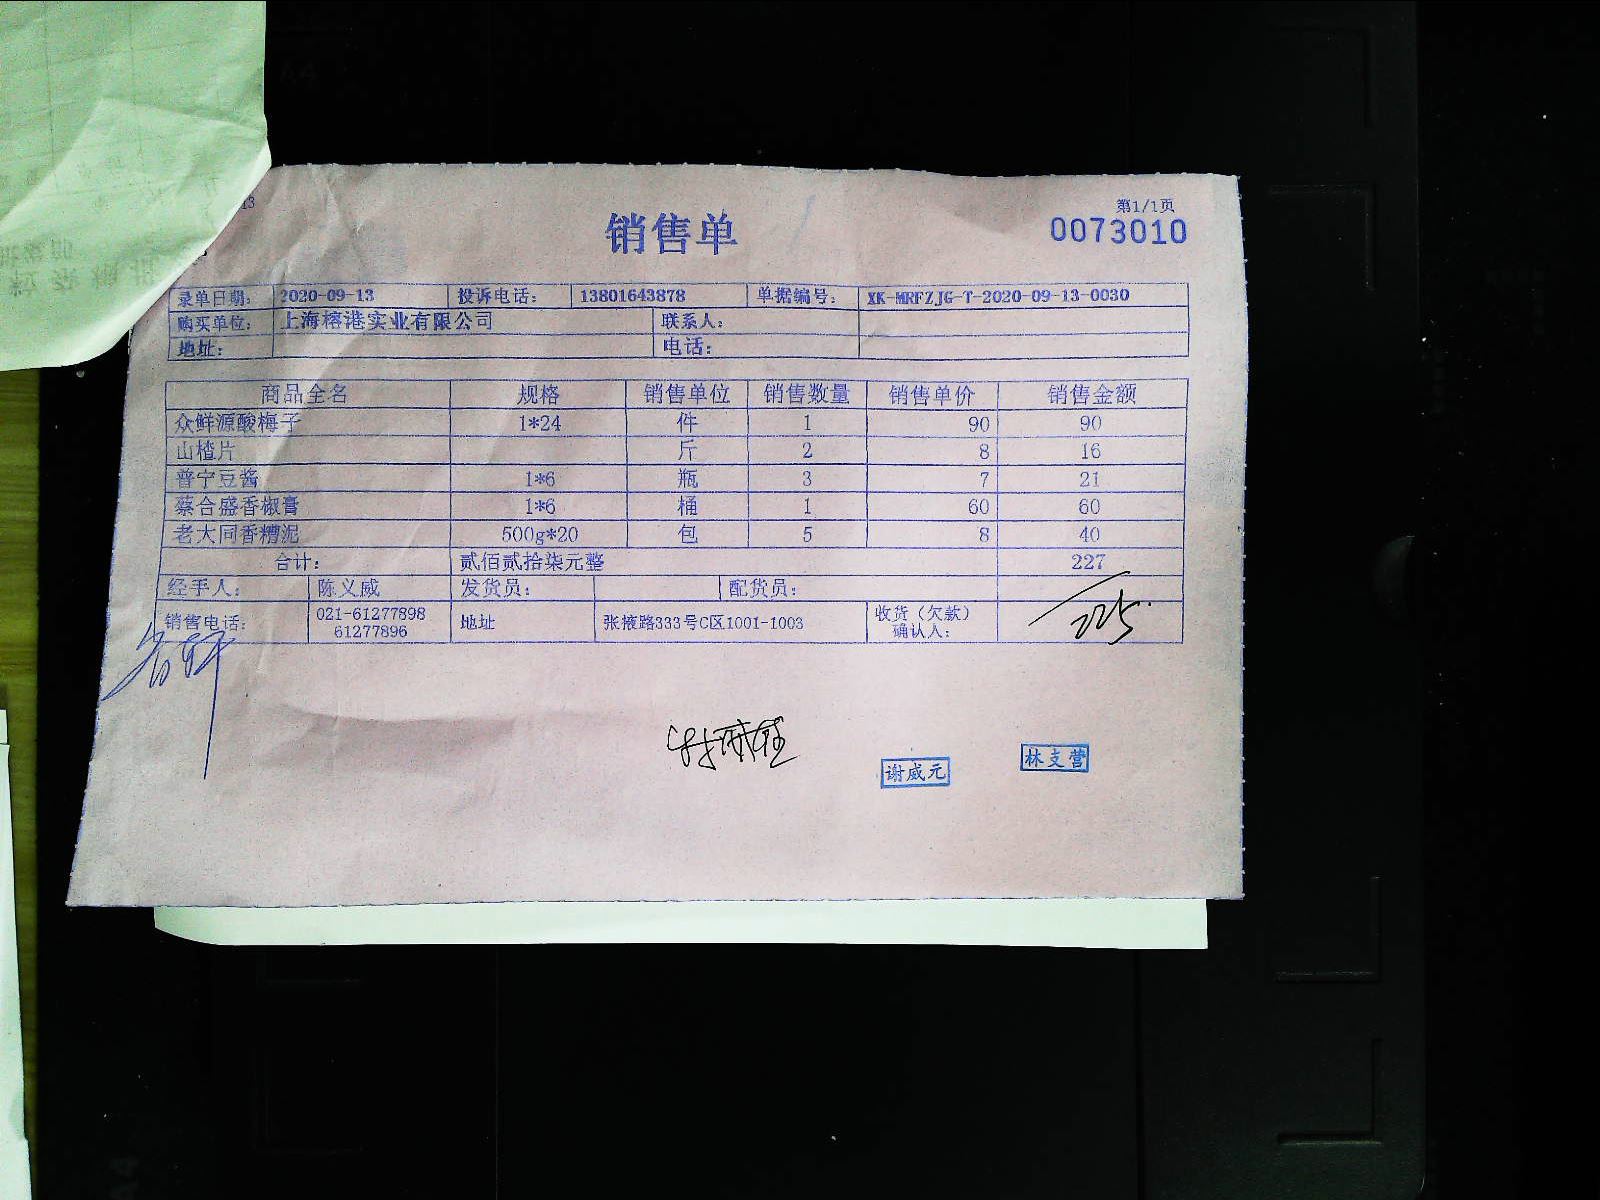 第1/1页
销售单
0073010
录单日期： 2020-09-13 投诉电话： 13801643878 单据编号： XK-MRFZJG-T-2020-09-13-0030
购买单位： 上海榕港实业有限公司 联系人：
地址： 电话：
商品全名 规格 销售单位 销售数量 销售单价 销售金额
众鲜源酸梅子 1*24 件 1 90 90
山楂片 斤 2 8 16
普宁豆酱 1*6 瓶 3 7 21
蔡合盛香椒膏 1*6 桶 1 60 60
老大同香糟泥 500g*20 包 5 8 40
合计： 贰佰贰拾柒元整 227
经手人： 陈义威 发货员： 配货员：
销售电话： 021-61277898 61277896 地址 张掖路333号C区1001-1003 收货（欠款）确认人：
谢威元
林支营